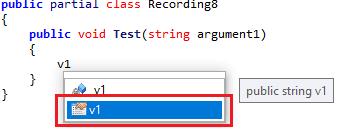 public partial class Recording8
{
public void Test(string argument1)
{
v1
}
}
v1
v1
public string v1